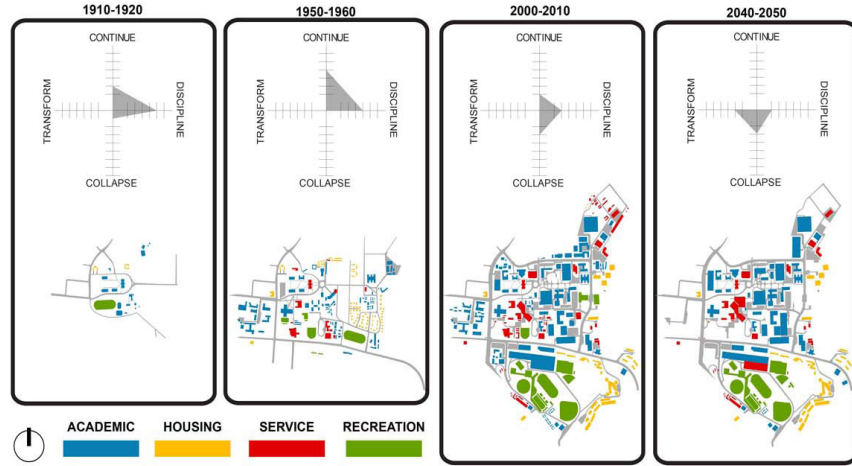 1910-1920
CONTINUE
TRANSFORM
DISCIPLINE
COLLAPSE
1950-1960
CONTINUE
TRANSFORM
DISCIPLINE
COLLAPSE
2000-2010
CONTINUE
TRANSFORM
DISCIPLINE
COLLAPSE
2040-2050
CONTINUE
TRANSFORM
DISCIPLINE
COLLAPSE
ACADEMIC
HOUSING
SERVICE
RECREATION